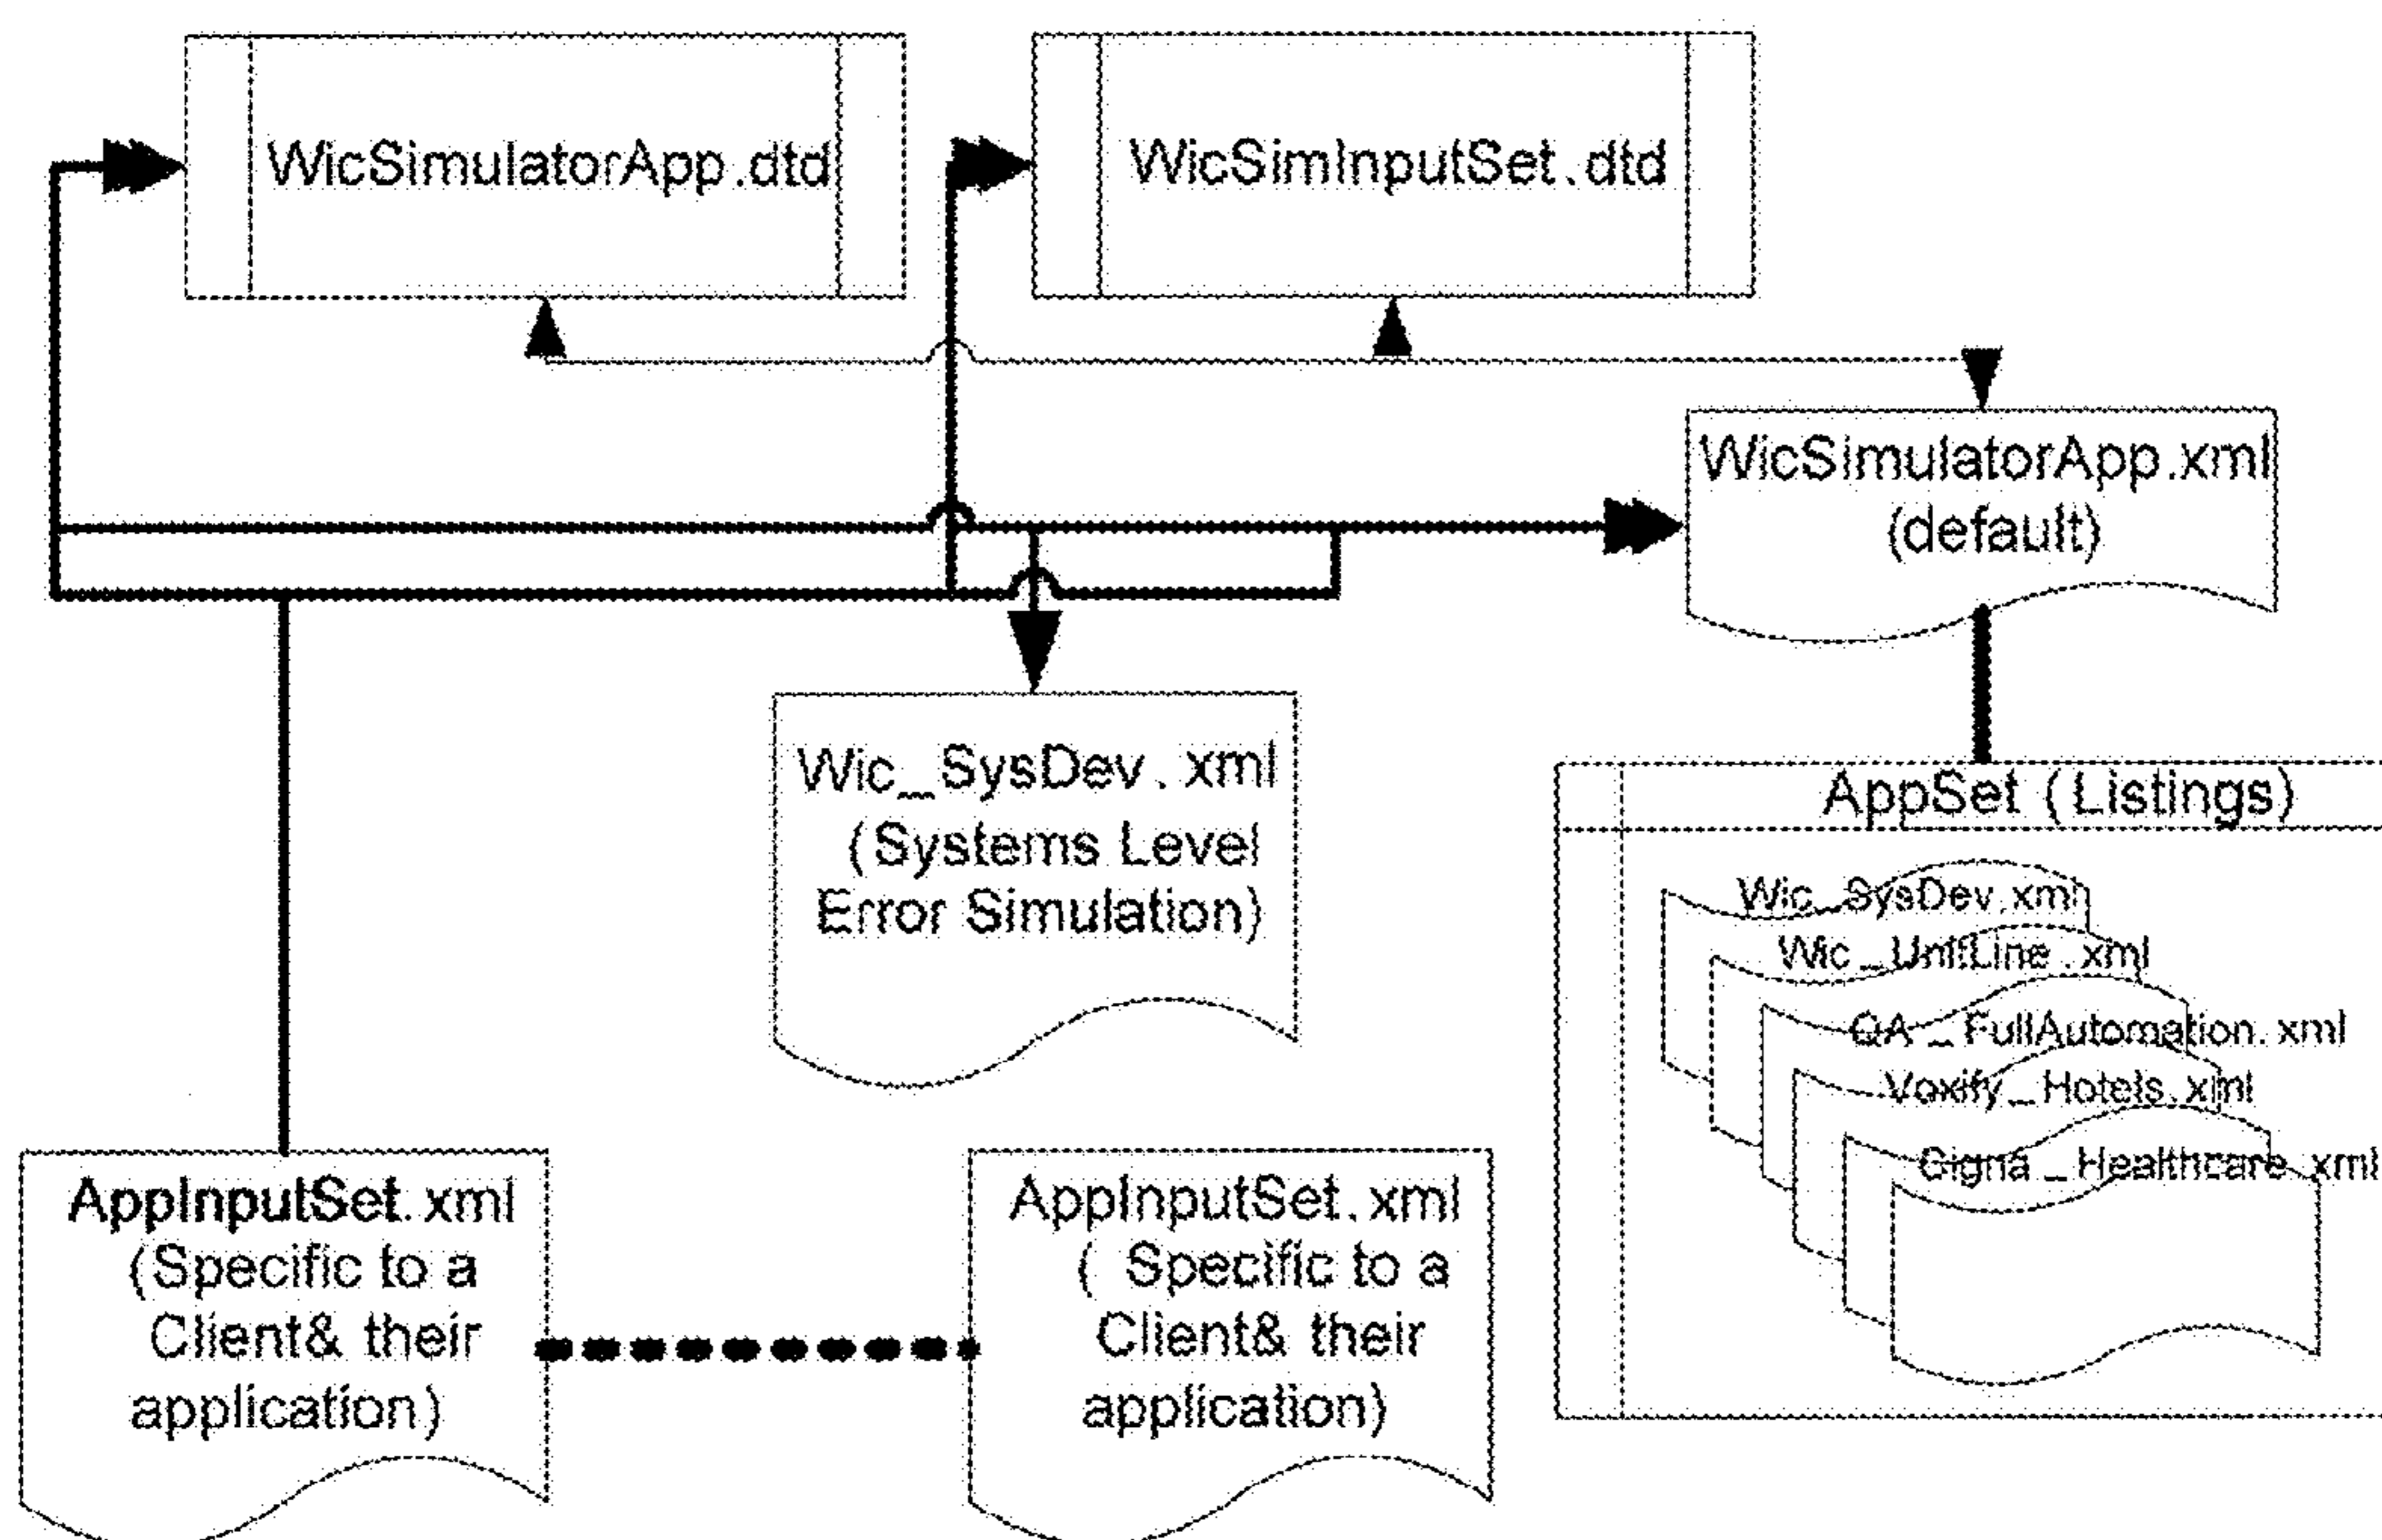 WicSimulatorApp.dtd
WicSimInputSet.dtd
WicSimulatorApp.xml
(default)
Wic_SysDev. xml
(Systems Level
Error Simulation)
AppSet (Listings)
Wic_SysDev.xml
Wic_UnitLine .xml
QA_FullAutomation. xml
Voxify_Hotels.xml
Cigna_Healthcare.xml
AppInputSet.xml
(Specific to a
Client& their
application)
AppInputSet.xml
( Specific to a
Client& their
application)